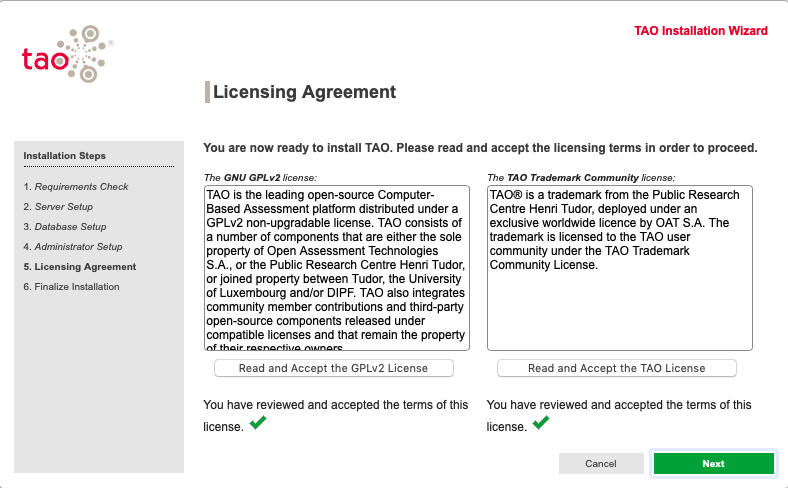 tao®
TAO Installation Wizard
Licensing Agreement
Installation Steps
1. Requirements Check
2. Server Setup
3. Database Setup
4. Administrator Setup
5. Licensing Agreement
6. Finalize Installation
You are now ready to install TAO. Please read and accept the licensing terms in order to proceed.
The GNU GPLv2 license:
TAO is the leading open-source Computer-
Based Assessment platform distributed under a
GPLv2 non-upgradable license. TAO consists of
a number of components that are either the sole
property of Open Assessment Technologies
S.A., or the Public Research Centre Henri Tudor,
or joined property between Tudor, the University
of Luxembourg and/or DIPF. TAO also integrates
community member contributions and third-party
open-source components released under
compatible licenses and that remain the property
of their respective owners.
Read and Accept the GPLv2 License
You have reviewed and accepted the terms of this
license.
The TAO Trademark Community license:
TAO® is a trademark from the Public Research
Centre Henri Tudor, deployed under an
exclusive worldwide licence by OAT S.A. The
trademark is licensed to the TAO user
community under the TAO Trademark
Community License.
Read and Accept the TAO License
You have reviewed and accepted the terms of this
license.
Cancel
Next